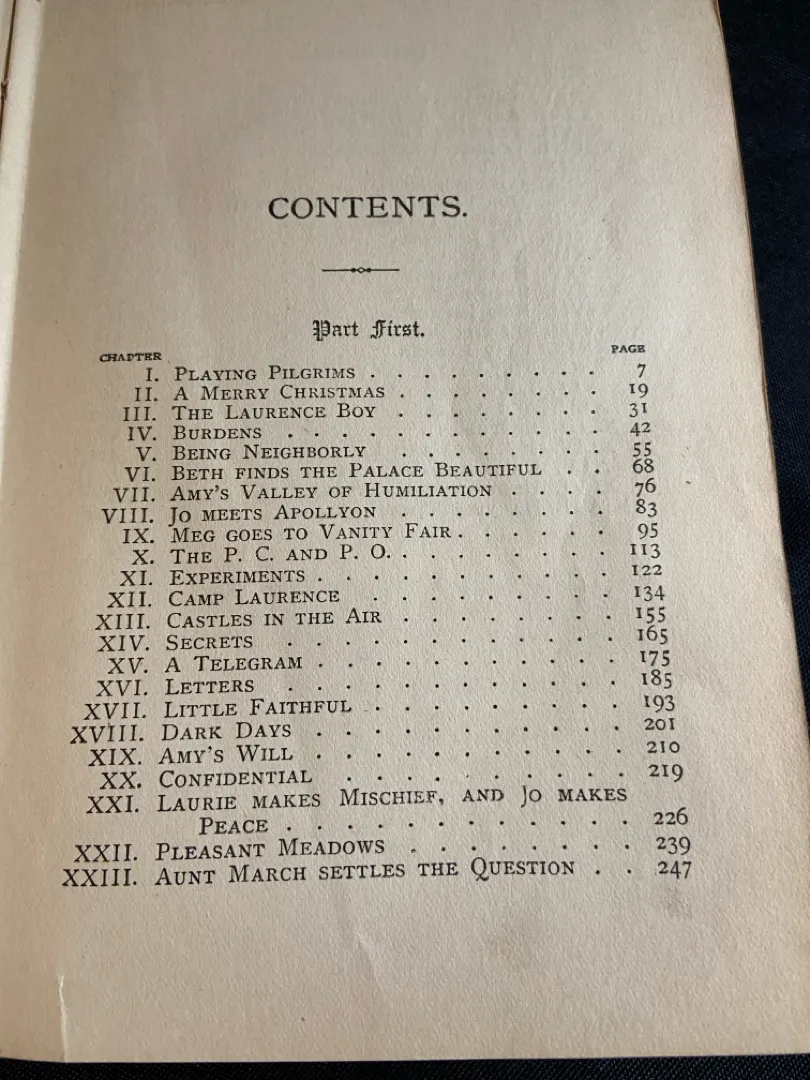 CONTENTS.
Part First.
CHAPTER PAGE
I. PLAYING PILGRIMS . . . . . . . . . 7
II. A MERRY CHRISTMAS . . . . . . . . 19
III. THE LAURENCE BOY . . . . . . . . 31
IV. BURDENS . . . . . . . . . . . 42
V. BEING NEIGHBORLY . . . . . . . . 55
VI. BETH FINDS THE PALACE BEAUTIFUL . . 68
VII. AMY'S VALLEY OF HUMILIATION . . . . 76
VIII. JO MEETS APOLLYON . . . . . . . . 83
IX. MEG GOES TO VANITY FAIR . . . . . . 95
X. THE P. C. AND P. O. . . . . . . . . 113
XI. EXPERIMENTS . . . . . . . . . . . 122
XII. CAMP LAURENCE . . . . . . . . . 134
XIII. CASTLES IN THE AIR . . . . . . . . 155
XIV. SECRETS . . . . . . . . . . . . 165
XV. A TELEGRAM . . . . . . . . . . . 175
XVI. LETTERS . . . . . . . . . . . . 185
XVII. LITTLE FAITHFUL . . . . . . . . . 193
XVIII. DARK DAYS . . . . . . . . . . . 201
XIX. AMY'S WILL . . . . . . . . . . . 210
XX. CONFIDENTIAL . . . . . . . . . . 219
XXI. LAURIE MAKES MISCHIEF, AND JO MAKES
PEACE . . . . . . . . . . . . 226
XXII. PLEASANT MEADOWS . . . . . . . . 239
XXIII. AUNT MARCH SETTLES THE QUESTION . . 247